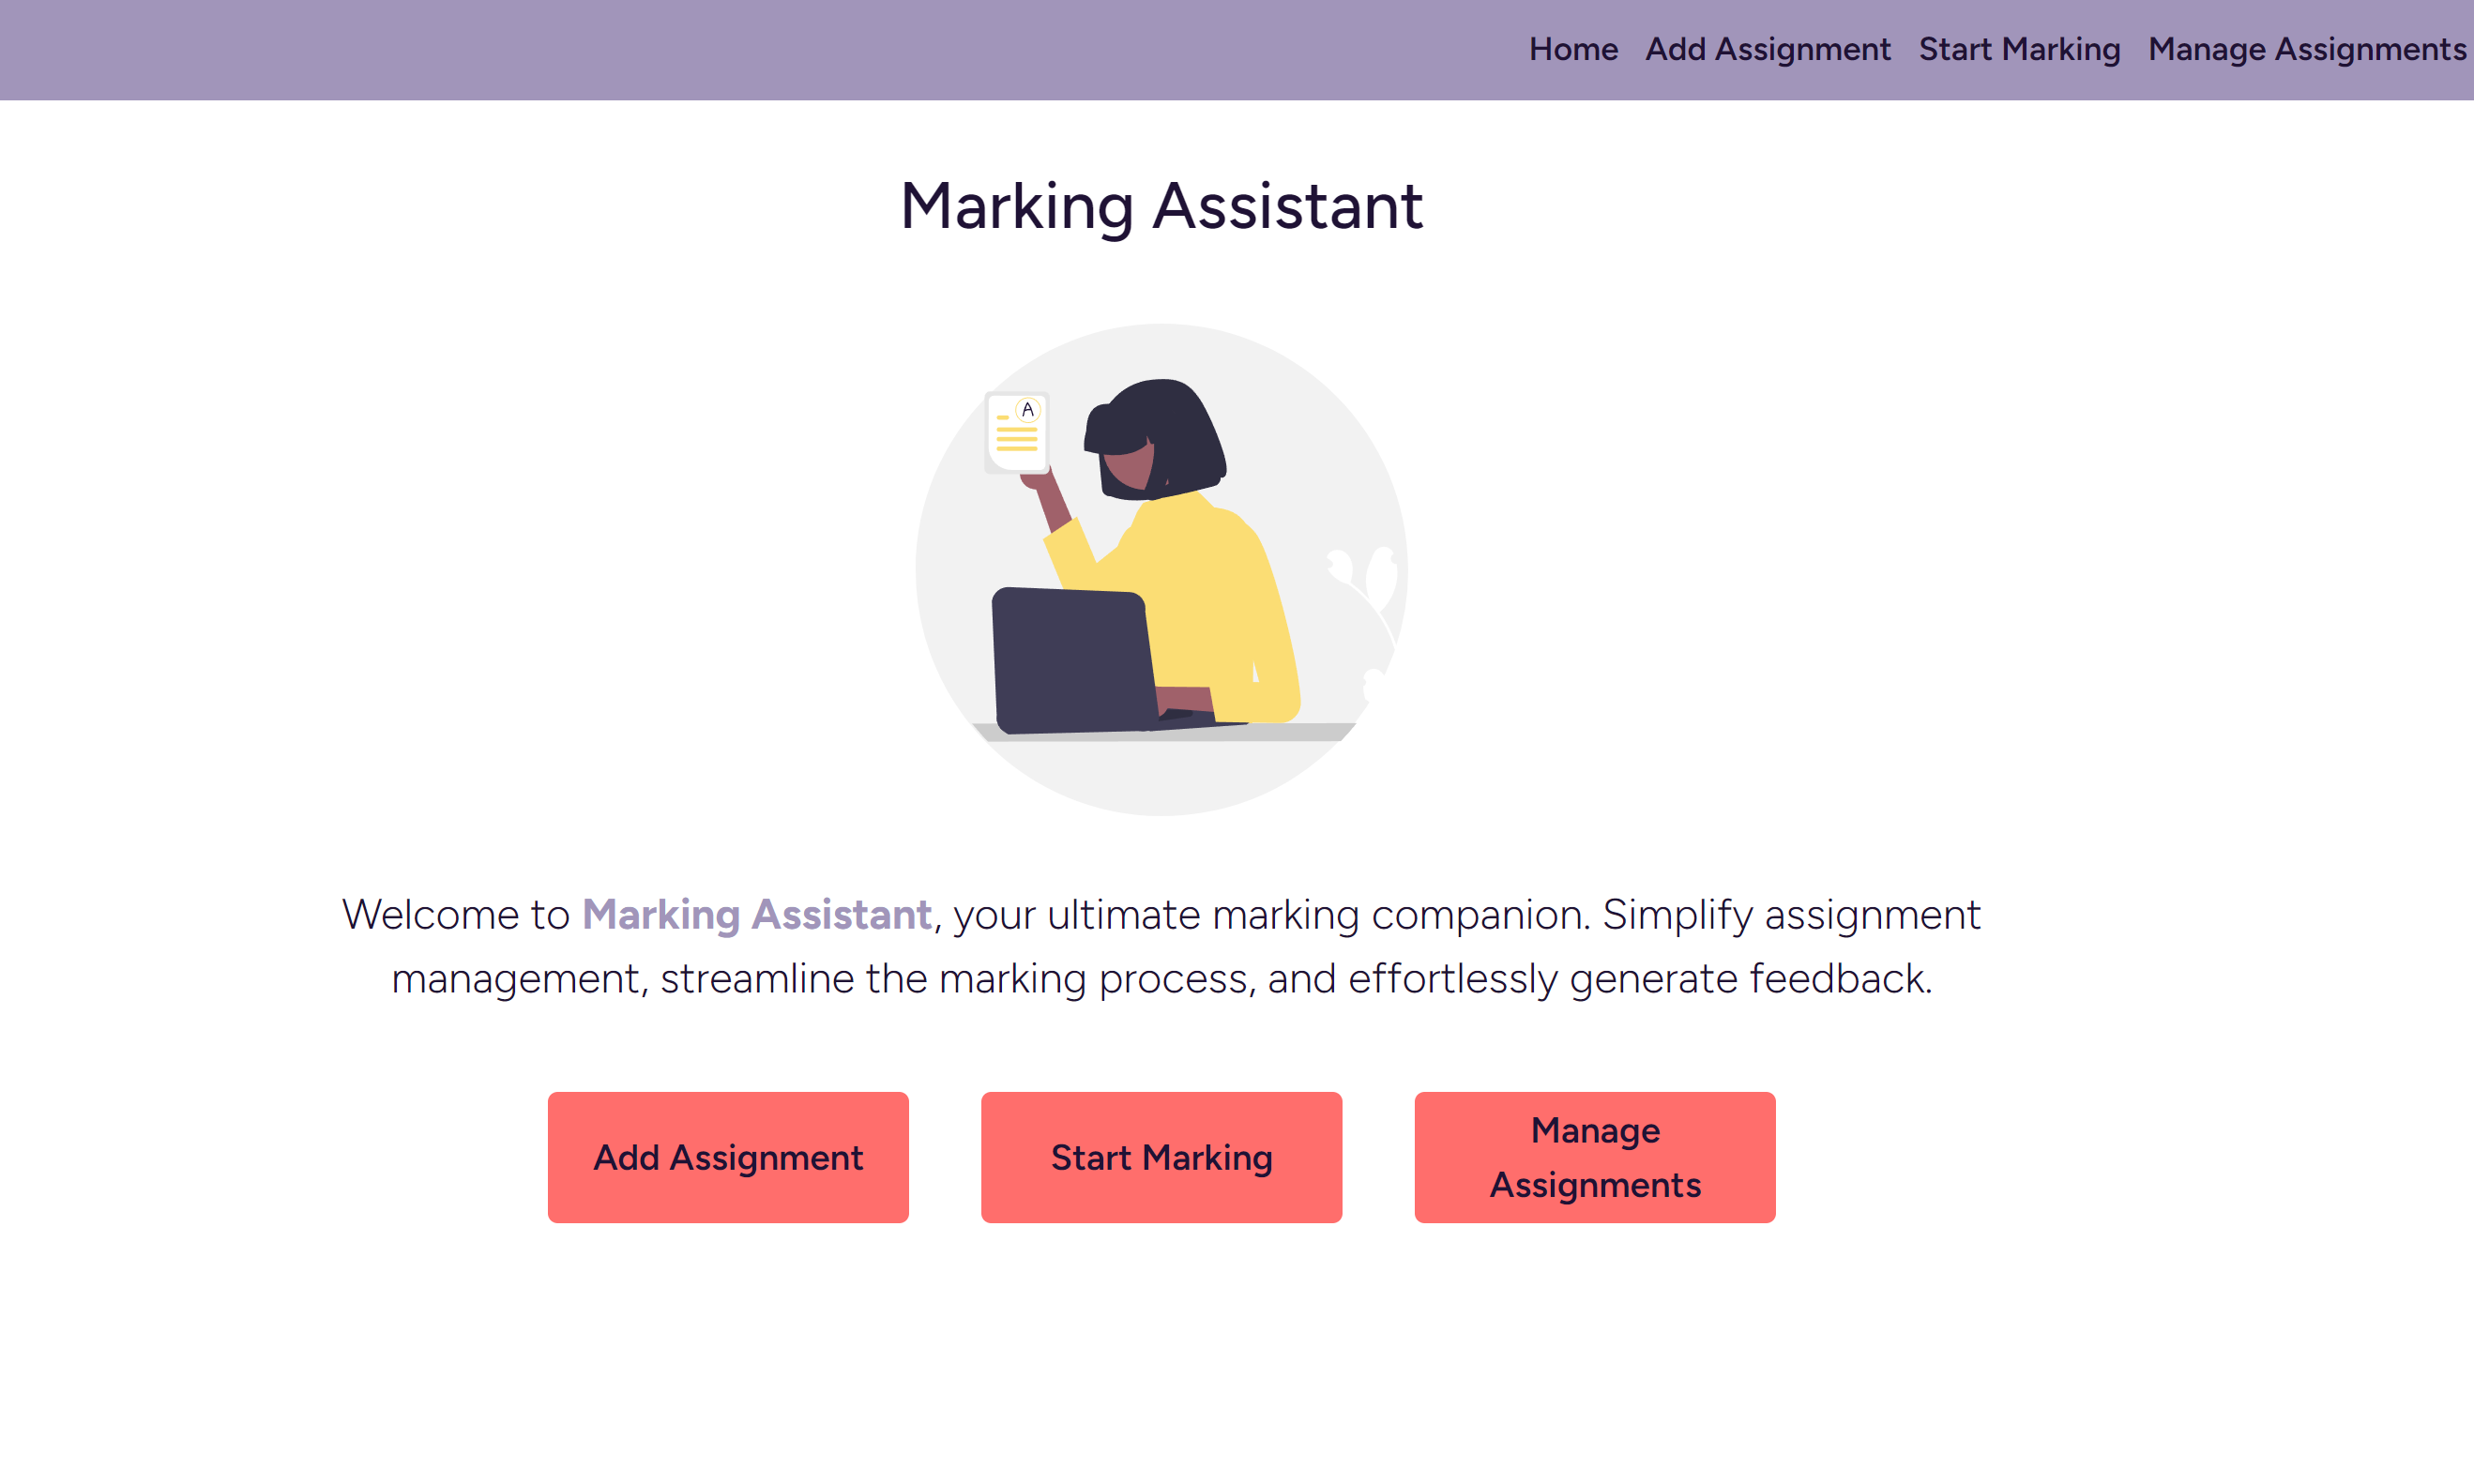 Home Add Assignment Start Marking Manage Assignments
Marking Assistant
A
Welcome to Marking Assistant, your ultimate marking companion. Simplify assignment
management, streamline the marking process, and effortlessly generate feedback.
Add Assignment
Start Marking
Manage
Assignments